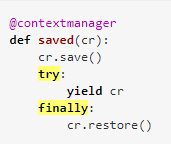 @contextmanager
def saved(cr):
    cr.save()
    try:
        yield cr
    finally:
        cr.restore()